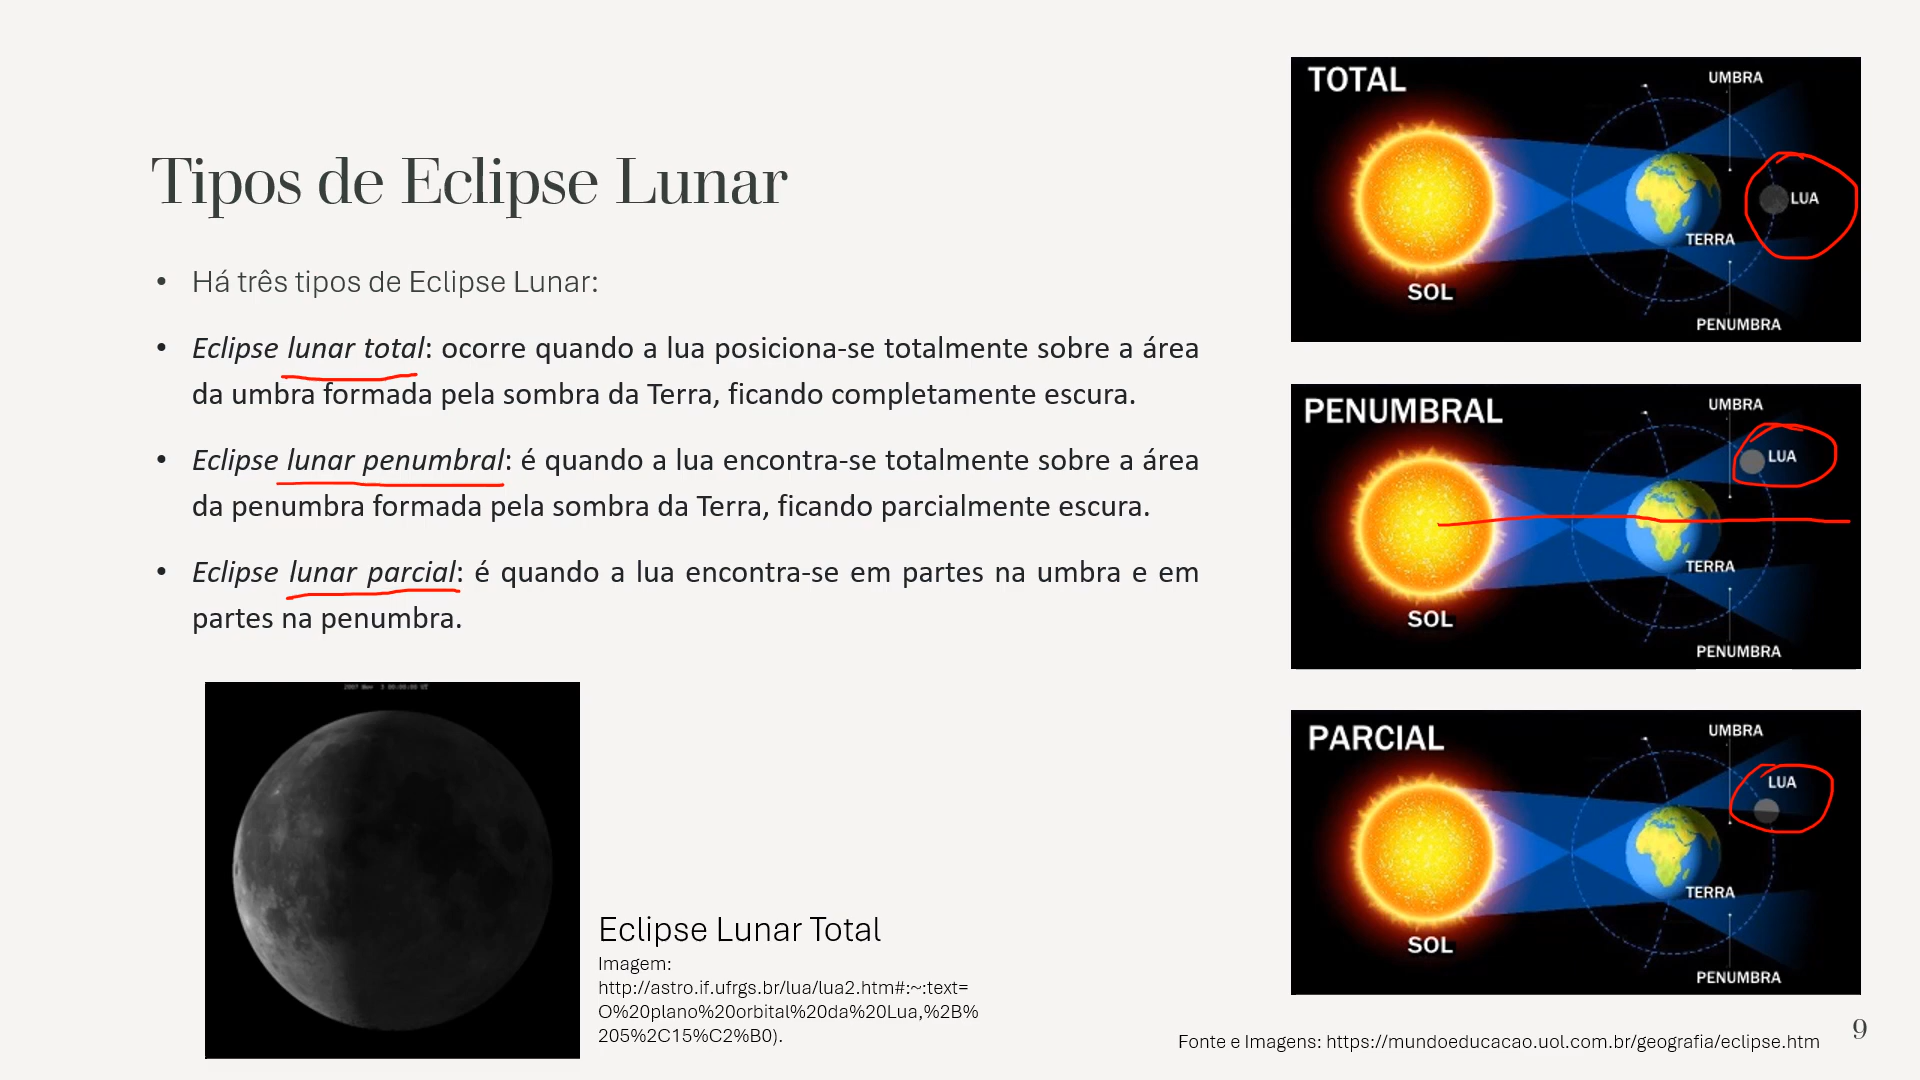 Tipos de Eclipse Lunar
• Há três tipos de Eclipse Lunar:
• Eclipse lunar total: ocorre quando a lua posiciona-se totalmente sobre a área
da umbra formada pela sombra da Terra, ficando completamente escura.
• Eclipse lunar penumbral: é quando a lua encontra-se totalmente sobre a área
da penumbra formada pela sombra da Terra, ficando parcialmente escura.
• Eclipse lunar parcial: é quando a lua encontra-se em partes na umbra e em
partes na penumbra.
Eclipse Lunar Total
Imagem:
http://astro.if.ufrgs.br/lua/lua2.htm#:~:text=
O%20plano%20orbital%20da%20Lua,%2B%
205%2C15%C2%B0).
TOTAL
UMBRA
LUA
TERRA
SOL
PENUMBRA
PENUMBRAL
UMBRA
LUA
TERRA
SOL
PENUMBRA
PARCIAL
UMBRA
LUA
TERRA
SOL
PENUMBRA
Fonte e Imagens: https://mundoeducacao.uol.com.br/geografia/eclipse.htm
9